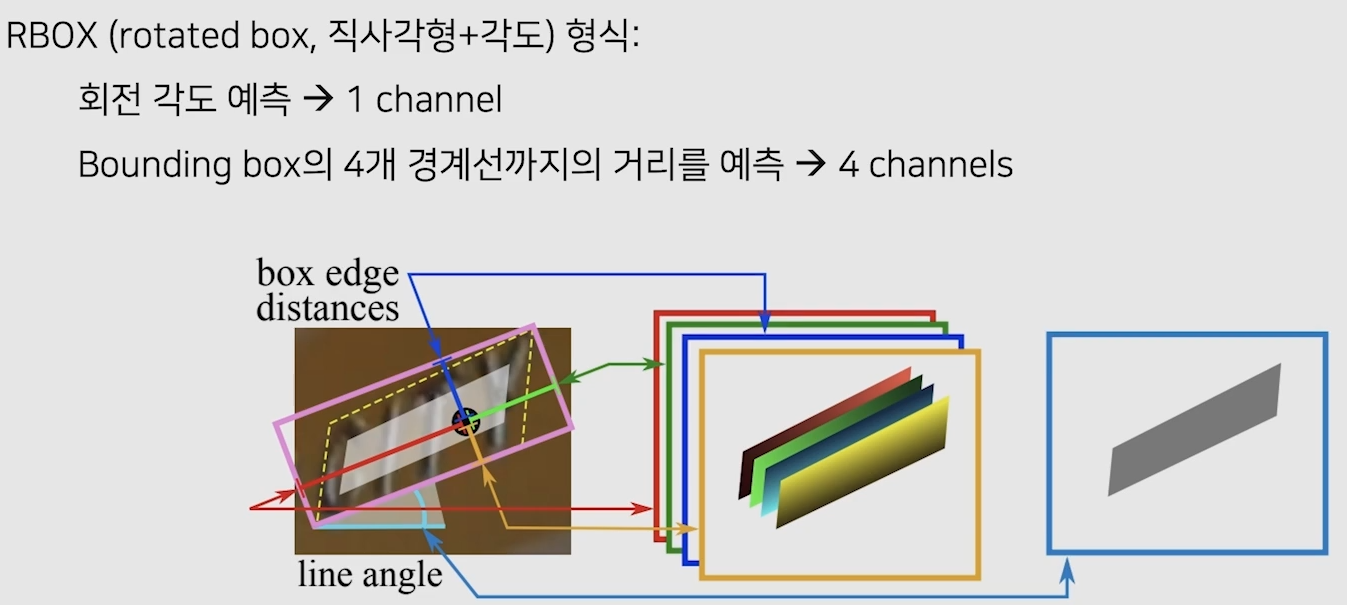 RBOX (rotated box, 직사각형+각도) 형식:
회전 각도 예측 → 1 channel
Bounding box의 4개 경계선까지의 거리를 예측 → 4 channels
box edge
distances
line angle